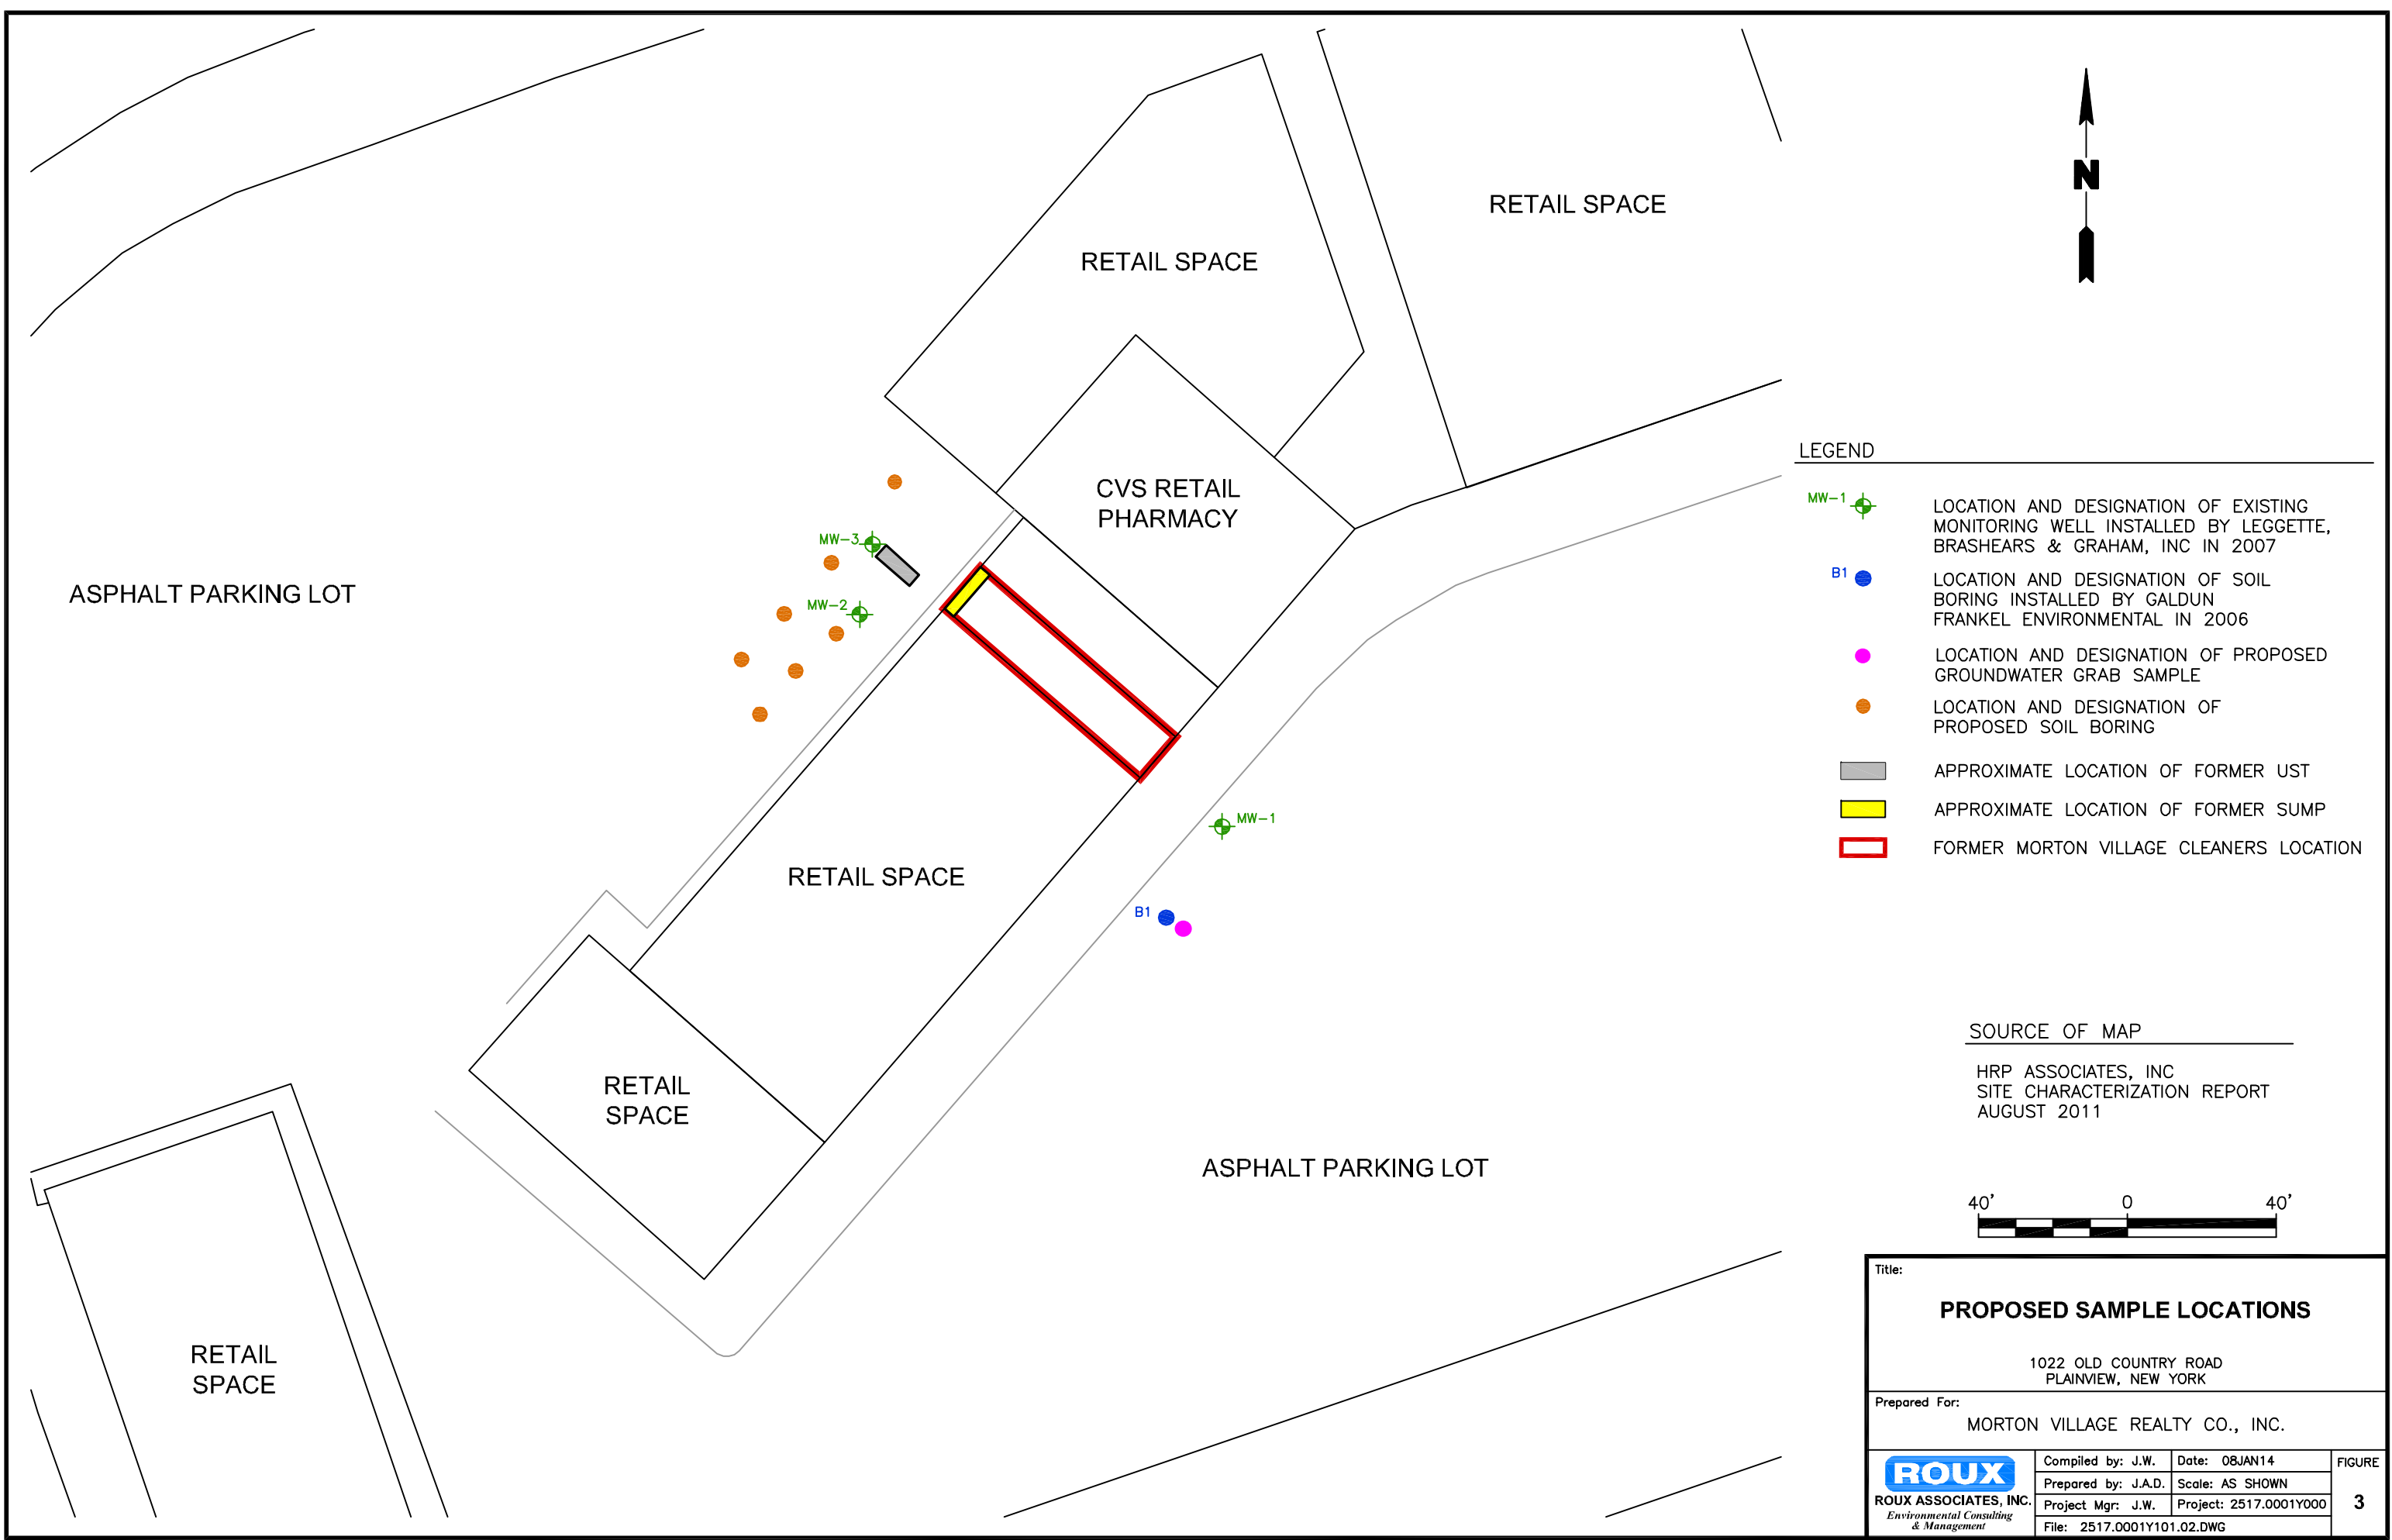 RETAIL SPACE
RETAIL SPACE
CVS RETAIL
PHARMACY
ASPHALT PARKING LOT
MW-3
MW-2
MW-1
B1
RETAIL SPACE
RETAIL
SPACE
RETAIL
SPACE
ASPHALT PARKING LOT
N
LEGEND
MW-1
LOCATION AND DESIGNATION OF EXISTING
MONITORING WELL INSTALLED BY LEGGETTE,
BRASHEARS & GRAHAM, INC IN 2007
B1
LOCATION AND DESIGNATION OF SOIL
BORING INSTALLED BY GALDUN
FRANKEL ENVIRONMENTAL IN 2006
LOCATION AND DESIGNATION OF PROPOSED
GROUNDWATER GRAB SAMPLE
LOCATION AND DESIGNATION OF
PROPOSED SOIL BORING
APPROXIMATE LOCATION OF FORMER UST
APPROXIMATE LOCATION OF FORMER SUMP
FORMER MORTON VILLAGE CLEANERS LOCATION
SOURCE OF MAP
HRP ASSOCIATES, INC
SITE CHARACTERIZATION REPORT
AUGUST 2011
40' 0 40'
Title:
PROPOSED SAMPLE LOCATIONS
1022 OLD COUNTRY ROAD
PLAINVIEW, NEW YORK
Prepared For:
MORTON VILLAGE REALTY CO., INC.
ROUX
ROUX ASSOCIATES, INC.
Environmental Consulting
& Management
Compiled by: J.W. Date: 08JAN14
Prepared by: J.A.D. Scale: AS SHOWN
Project Mgr: J.W. Project: 2517.0001Y000
File: 2517.0001Y101.02.DWG
FIGURE
3